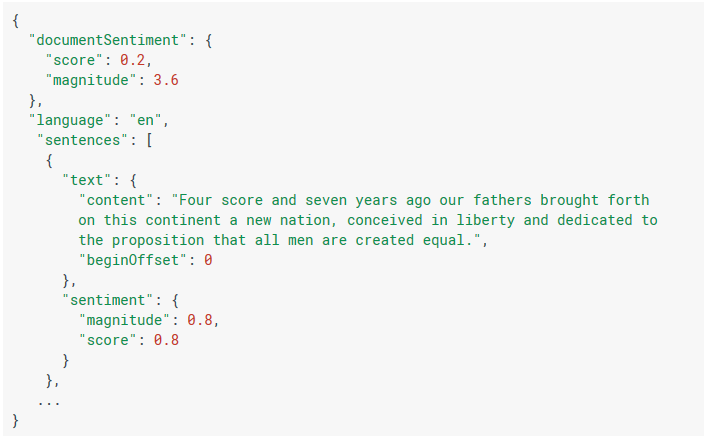 {
  "documentSentiment": {
    "score": 0.2,
    "magnitude": 3.6
  },
  "language": "en",
   "sentences": [
    {
      "text": {
        "content": "Four score and seven years ago our fathers brought forth
        on this continent a new nation, conceived in liberty and dedicated to
        the proposition that all men are created equal.",
        "beginOffset": 0
      },
      "sentiment": {
        "magnitude": 0.8,
        "score": 0.8
      }
    },
   ...
}